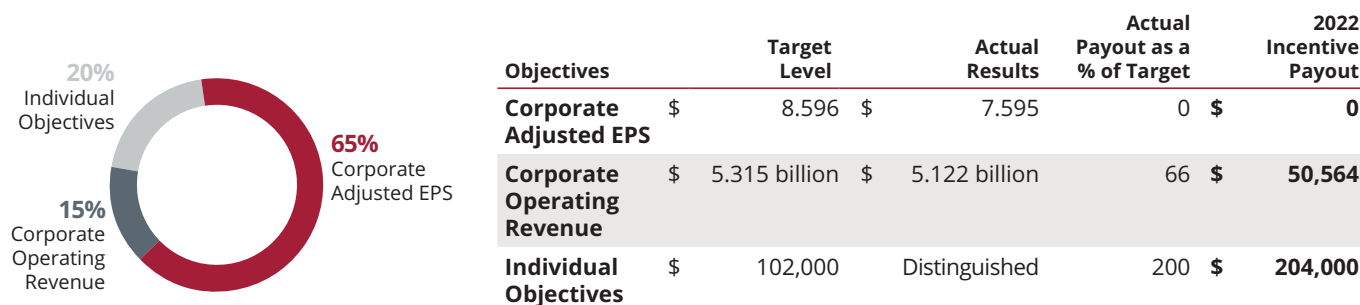 20%
Individual
Objectives
65%
Corporate
Adjusted EPS
15%
Corporate
Operating
Revenue
Objectives Target Level Actual Results Actual Payout as a % of Target 2022 Incentive Payout
Corporate Adjusted EPS $ 8.596 $ 7.595 0 $ 0
Corporate Operating Revenue $ 5.315 billion $ 5.122 billion 66 $ 50,564
Individual Objectives $ 102,000 Distinguished 200 $ 204,000